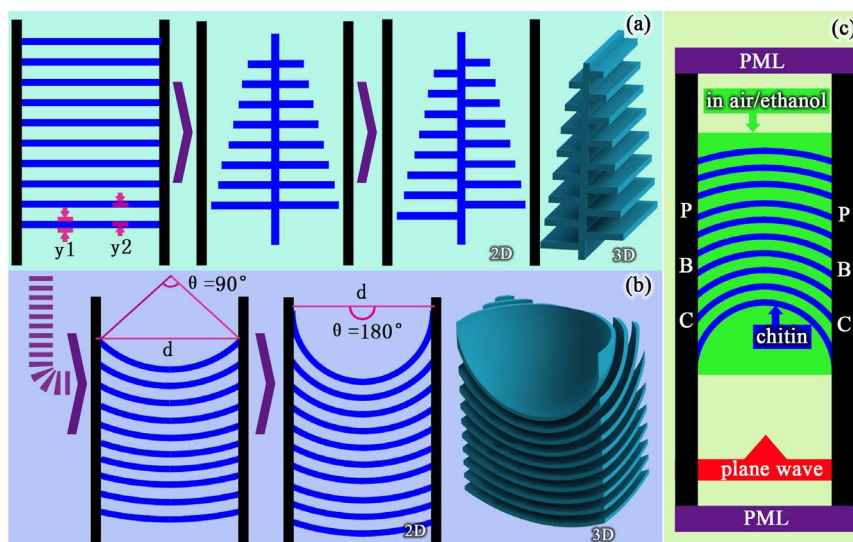 (a)
y1
y2
2D
3D
(b)
θ =90°
d
d
θ =180°
2D
3D
(c)
PML
in air/ethanol
P
P
B
B
C
C
chitin
plane wave
PML